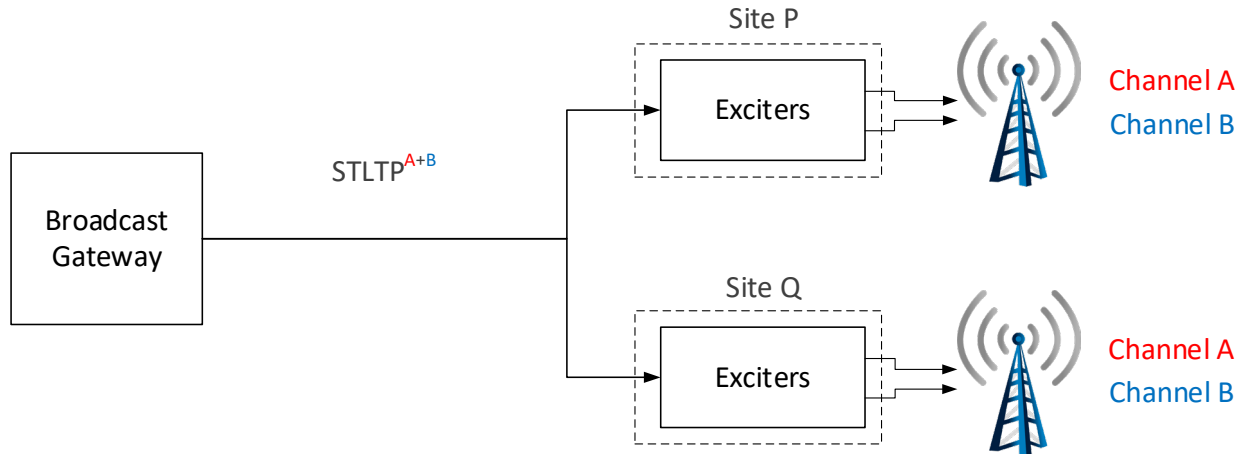 Site P
Exciters
Channel A
Channel B
STLTP^A+B
Broadcast
Gateway
Site Q
Exciters
Channel A
Channel B